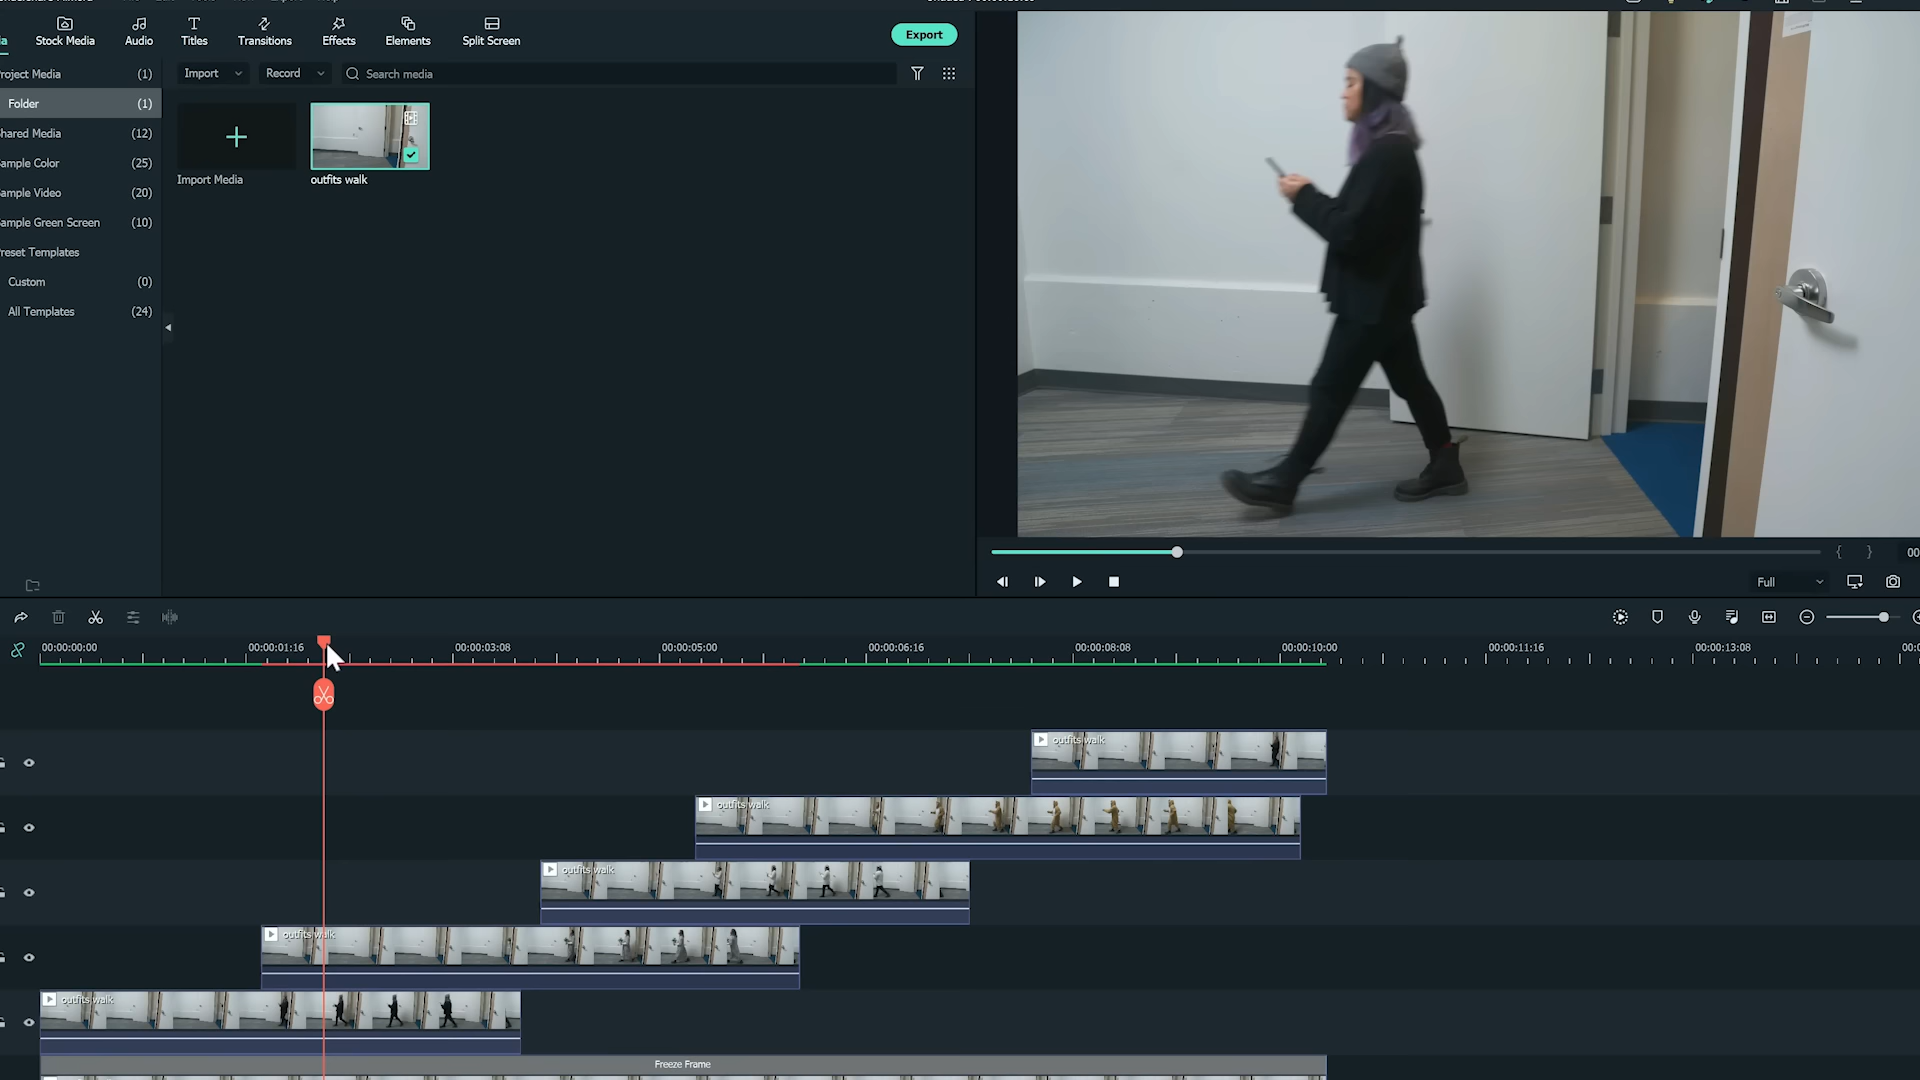 Stock Media
Audio
Titles
Transitions
Effects
Elements
Split Screen
Export
roject Media (1)
Folder (1)
hared Media (12)
ample Color (25)
ample Video (20)
ample Green Screen (10)
reset Templates
Custom (0)
All Templates (24)
Import
Record
Search media
Import Media
outfits walk
Full
00
00:00:00:00
00:00:01:16
00:00:03:08
00:00:05:00
00:00:06:16
00:00:08:08
00:00:10:00
00:00:11:16
00:00:13:08
outfits walk
outfits walk
outfits walk
outfits walk
outfits walk
Freeze Frame